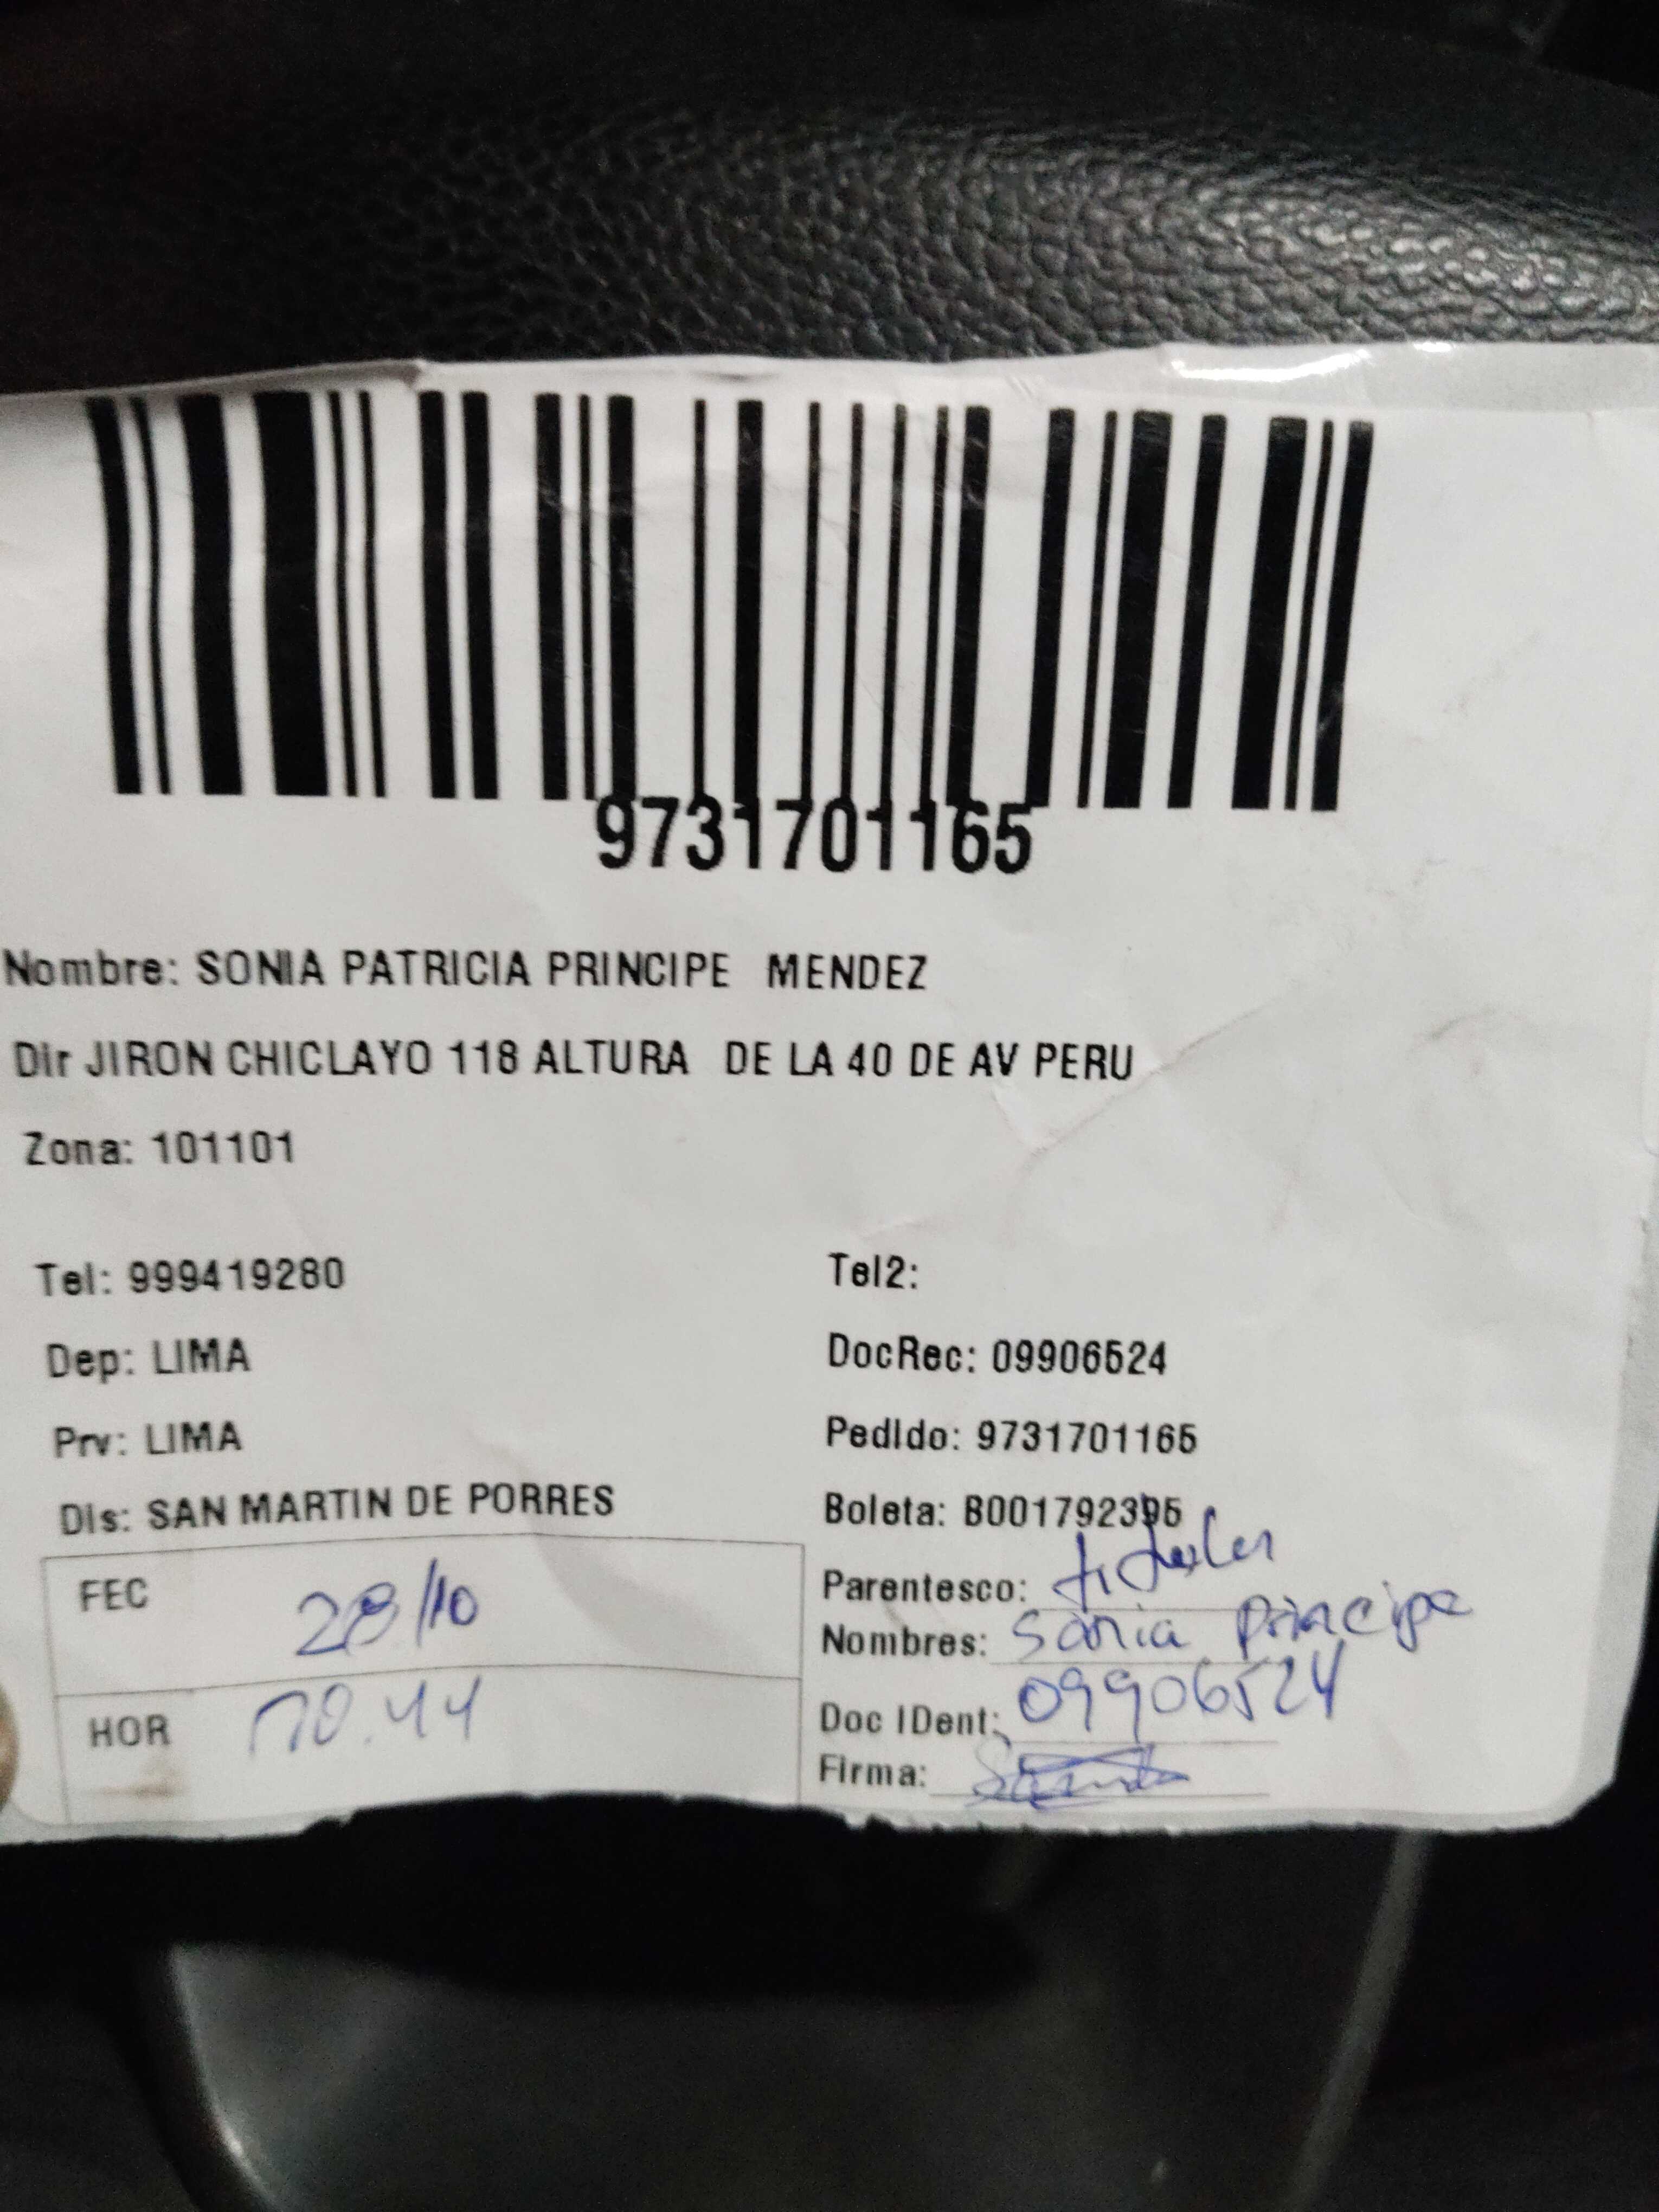 9731701165
Nombre: SONIA PATRICIA PRINCIPE MENDEZ
Dir JIRON CHICLAYO 118 ALTURA DE LA 40 DE AV PERU
Zona: 101101
Tel: 999419280
Tel2:
Dep: LIMA
DocRec: 09906524
Prv: LIMA
Pedido: 9731701165
Dis: SAN MARTIN DE PORRES
Boleta: B001792395
FEC 28/10
Parentesco: titular
Nombres: Sonia Principe
HOR 10.44
Doc IDent: 09906524
Firma: